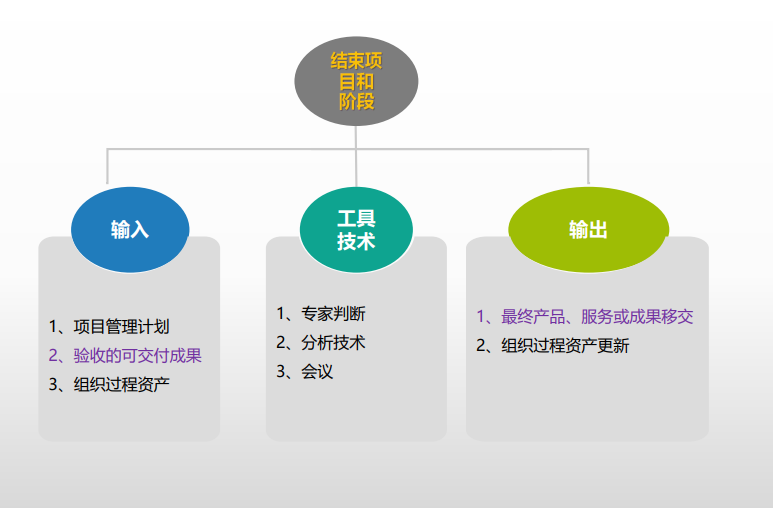 结束项
目和
阶段
输入
1、项目管理计划
2、验收的可交付成果
3、组织过程资产
工具
技术
1、专家判断
2、分析技术
3、会议
输出
1、最终产品、服务或成果移交
2、组织过程资产更新